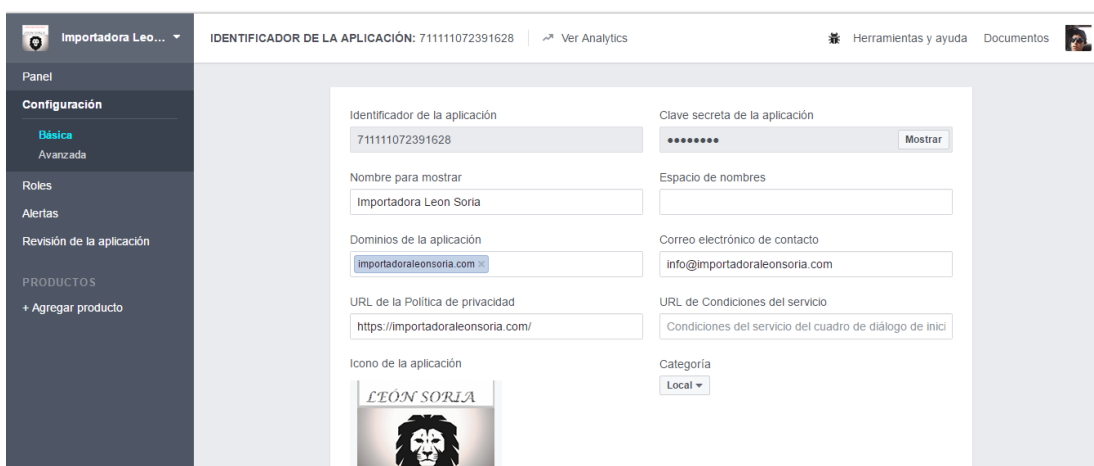 Importadora Leo...
IDENTIFICADOR DE LA APLICACIÓN: 711111072391628
Ver Analytics
Herramientas y ayuda
Documentos
Panel
Configuración
Básica
Avanzada
Roles
Alertas
Revisión de la aplicación
PRODUCTOS
+ Agregar producto
Identificador de la aplicación
711111072391628
Clave secreta de la aplicación
●●●●●●●●
Mostrar
Nombre para mostrar
Importadora Leon Soria
Espacio de nombres
Dominios de la aplicación
importadoraleonsoria.com ×
Correo electrónico de contacto
info@importadoraleonsoria.com
URL de la Política de privacidad
https://importadoraleonsoria.com/
URL de Condiciones del servicio
Condiciones del servicio del cuadro de diálogo de inici
Icono de la aplicación
LEÓN SORIA
Categoría
Local